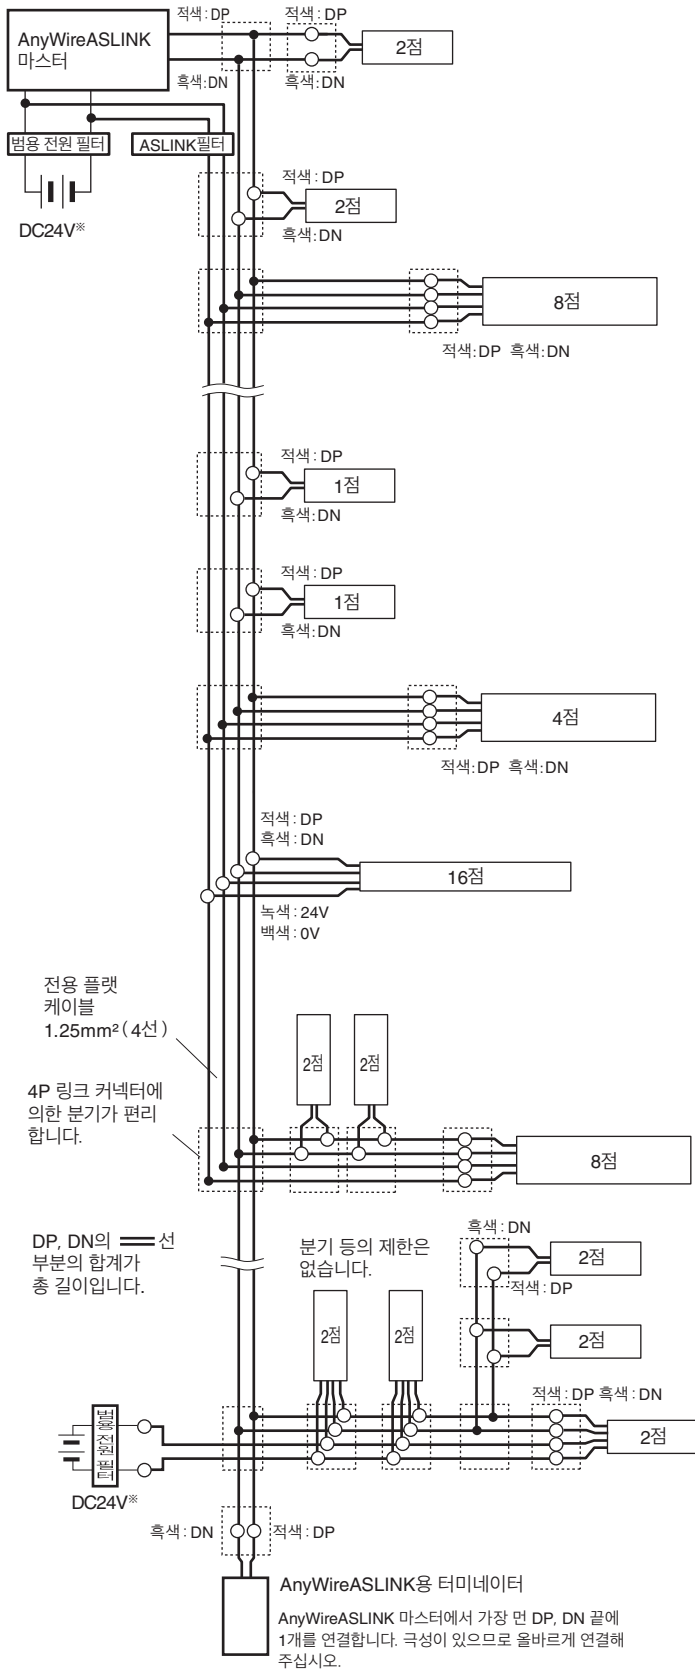 적색:DP
적색:DP
AnyWireASLINK
마스터
2점
흑색:DN
흑색:DN
범용 전원 필터
ASLINK필터
DC24V※
적색:DP
2점
흑색:DN
8점
적색:DP 흑색:DN
적색:DP
1점
흑색:DN
적색:DP
1점
흑색:DN
4점
적색:DP 흑색:DN
적색:DP
흑색:DN
16점
녹색:24V
백색:0V
전용 플랫
케이블
1.25mm²(4선)
2점
2점
4P 링크 커넥터에
의한 분기가 편리
합니다.
8점
DP, DN의 선
부분의 합계가
총 길이입니다.
분기 등의 제한은
없습니다.
흑색:DN
2점
적색:DP
2점
2점
2점
적색:DP 흑색:DN
2점
범용 전원 필터
DC24V※
흑색:DN
적색:DP
AnyWireASLINK용 터미네이터
AnyWireASLINK 마스터에서 가장 먼 DP, DN 끝에
1개를 연결합니다. 극성이 있으므로 올바르게 연결해
주십시오.